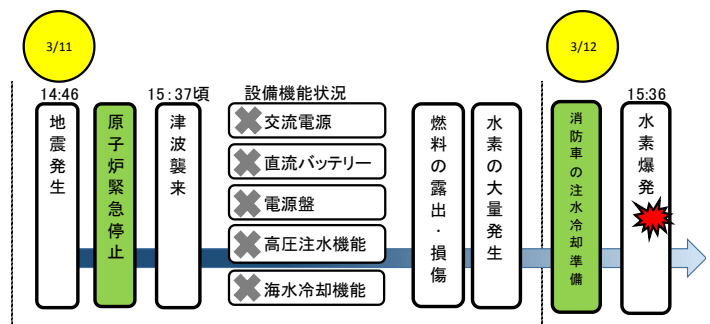 3/11
3/12
14:46
15:37頃
設備機能状況
15:36
地震発生
原子炉緊急停止
津波襲来
交流電源
直流バッテリー
電源盤
高圧注水機能
海水冷却機能
燃料の露出・損傷
水素の大量発生
消防車の注水冷却準備
水素爆発